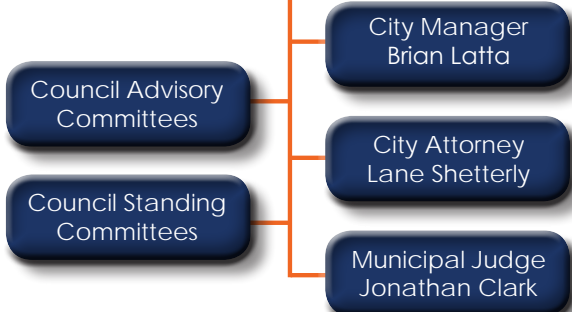 City Manager
Brian Latta
Council Advisory
Committees
City Attorney
Lane Shetterly
Council Standing
Committees
Municipal Judge
Jonathan Clark